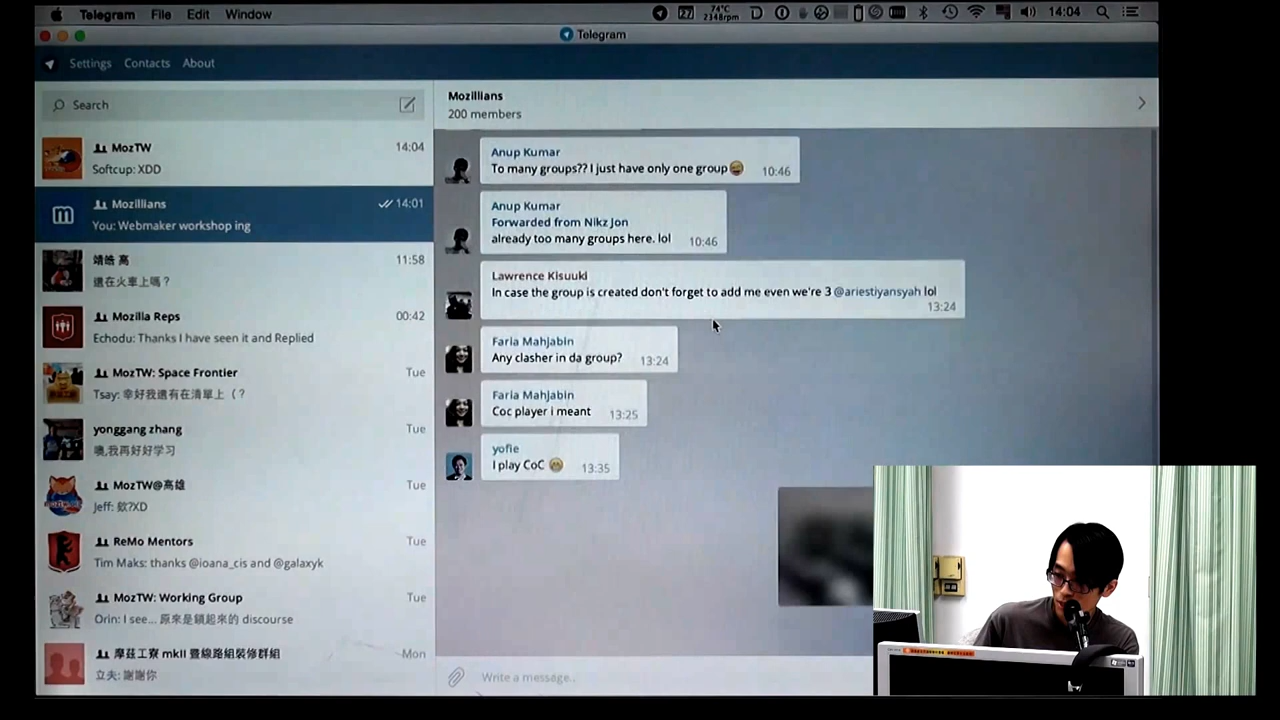 Telegram File Edit Window
27 74°C 2348rpm 14:04
Telegram
Settings Contacts About
Search
MozTW 14:04
Softcup: XDD
Mozillians 14:01
You: Webmaker workshop ing
靖皓 高 11:58
還在火車上嗎？
Mozilla Reps 00:42
Echodu: Thanks I have seen it and Replied
MozTW: Space Frontier Tue
Tsay: 幸好我還有在清單上（？
yonggang zhang Tue
噢,我再好好学习
MozTW@高雄 Tue
Jeff: 欸?XD
ReMo Mentors Tue
Tim Maks: thanks @ioana_cis and @galaxyk
MozTW: Working Group Tue
Orin: I see... 原來是鎖起來的 discourse
摩茲工寮 mkII 暨線路組裝修群組 Mon
立夫: 謝謝你
Mozillians
200 members
Anup Kumar
To many groups?? I just have only one group 10:46
Anup Kumar
Forwarded from Nikz Jon
already too many groups here. lol 10:46
Lawrence Kisuuki
In case the group is created don't forget to add me even we're 3 @ariestiyansyah lol
13:24
Faria Mahjabin
Any clasher in da group? 13:24
Faria Mahjabin
Coc player i meant 13:25
yofie
I play CoC 13:35
Write a message..